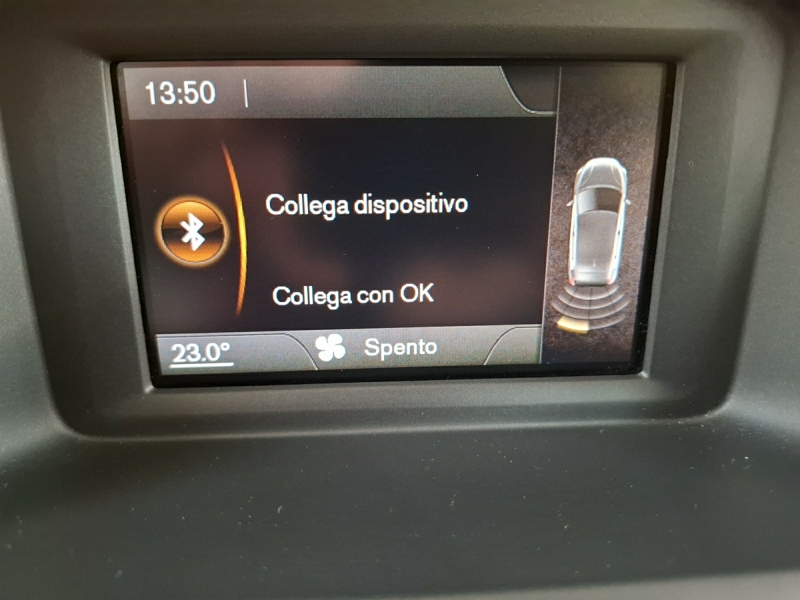 13:50
Collega dispositivo
Collega con OK
23.0°
Spento